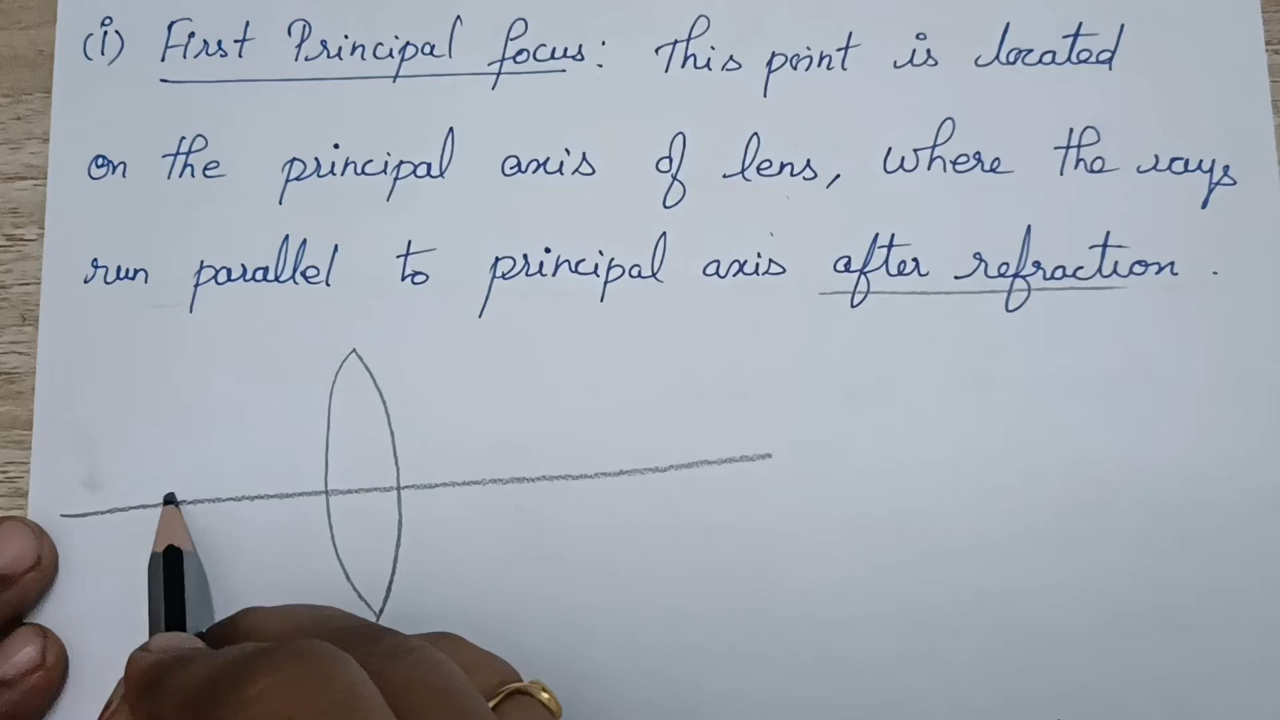 (i) First Principal focus: This point is located
on the principal axis of lens, where the rays
run parallel to principal axis after refraction.